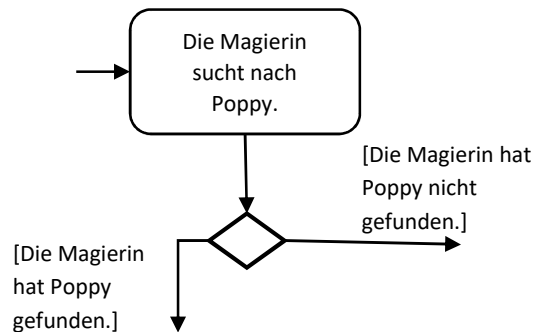 Die Magierin
sucht nach
Poppy.
[Die Magierin hat
Poppy nicht
gefunden.]
[Die Magierin
hat Poppy
gefunden.]